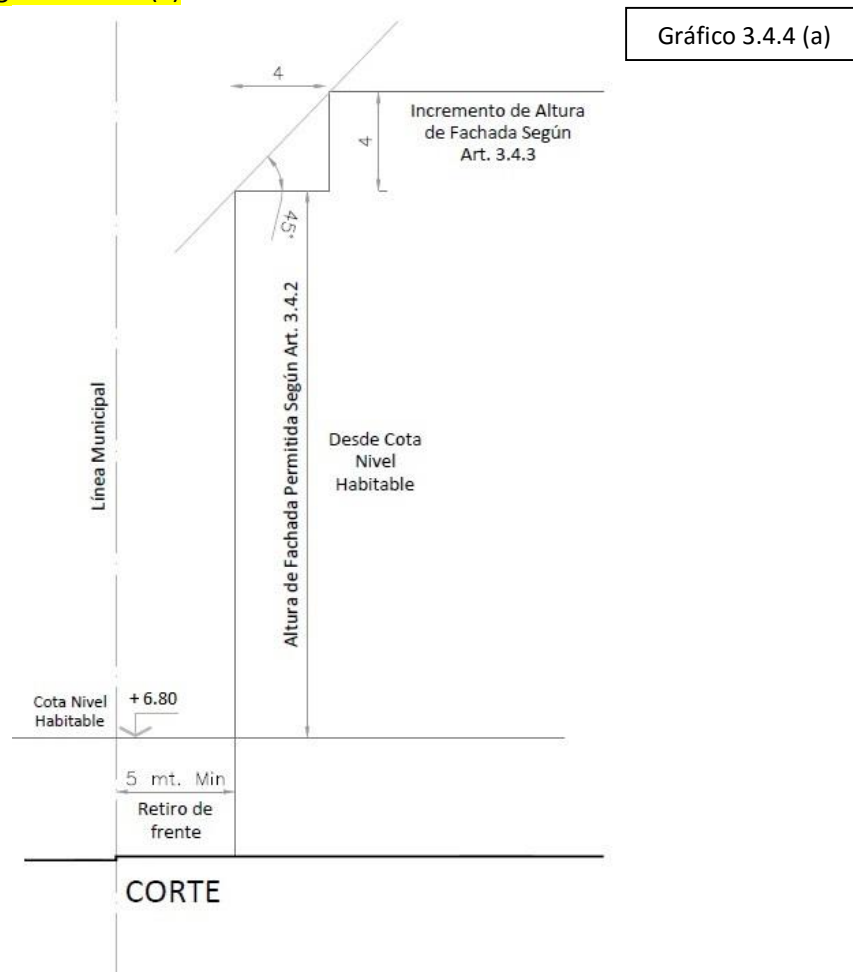 Gráfico 3.4.4 (a)
4
Incremento de Altura
de Fachada Según
Art. 3.4.3
4
45°
Altura de Fachada Permitida Según Art. 3.4.2
Línea Municipal
Desde Cota
Nivel
Habitable
Cota Nivel
Habitable
+ 6.80
5 mt. Min
Retiro de
frente
CORTE